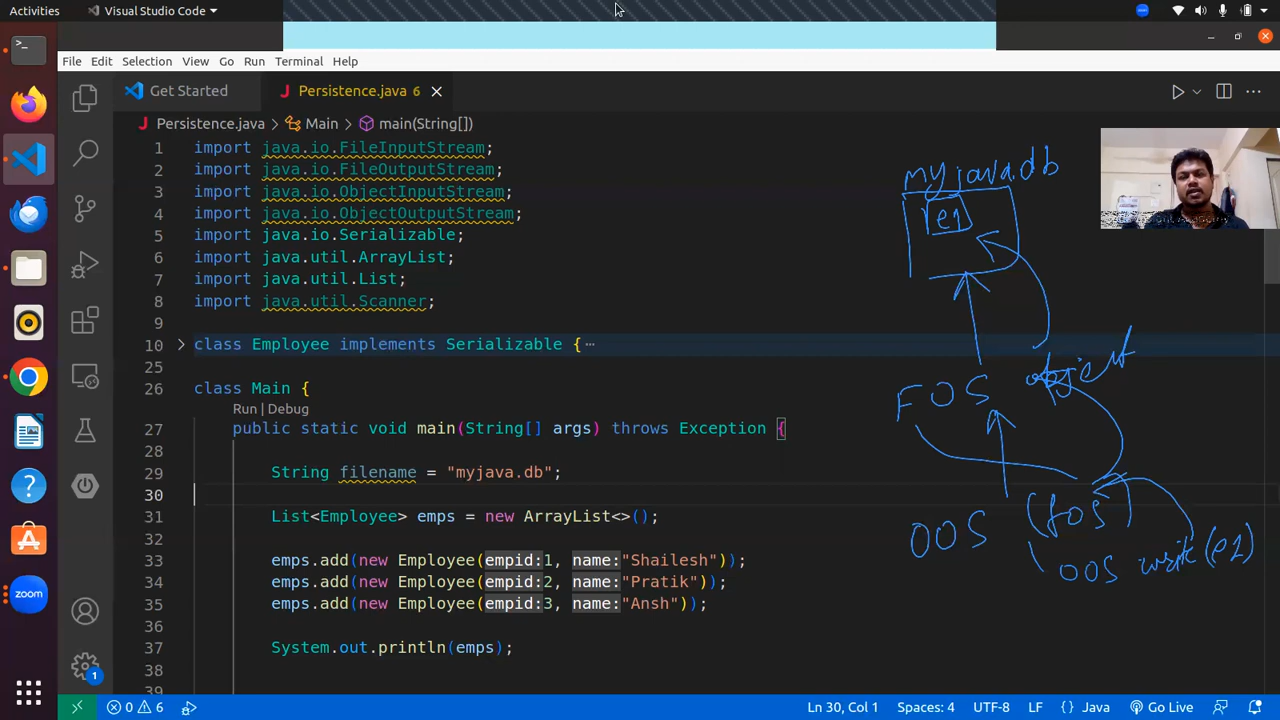 Activities
Visual Studio Code
File Edit Selection View Go Run Terminal Help
Get Started
Persistence.java 6
Persistence.java > Main > main(String[])
1 import java.io.FileInputStream;
2 import java.io.FileOutputStream;
3 import java.io.ObjectInputStream;
4 import java.io.ObjectOutputStream;
5 import java.io.Serializable;
6 import java.util.ArrayList;
7 import java.util.List;
8 import java.util.Scanner;
9
10 class Employee implements Serializable { ⋯
25
26 class Main {
Run | Debug
27 public static void main(String[] args) throws Exception {
28
29 String filename = "myjava.db";
30
31 List<Employee> emps = new ArrayList<>();
32
33 emps.add(new Employee(empid:1, name:"Shailesh"));
34 emps.add(new Employee(empid:2, name:"Pratik"));
35 emps.add(new Employee(empid:3, name:"Ansh"));
36
37 System.out.println(emps);
38
39
myjava.db
e1
FOS object
OOS (fos)
OOS write(e1)
zoom
1
0 6
Ln 30, Col 1
Spaces: 4
UTF-8
LF
{ } Java
Go Live